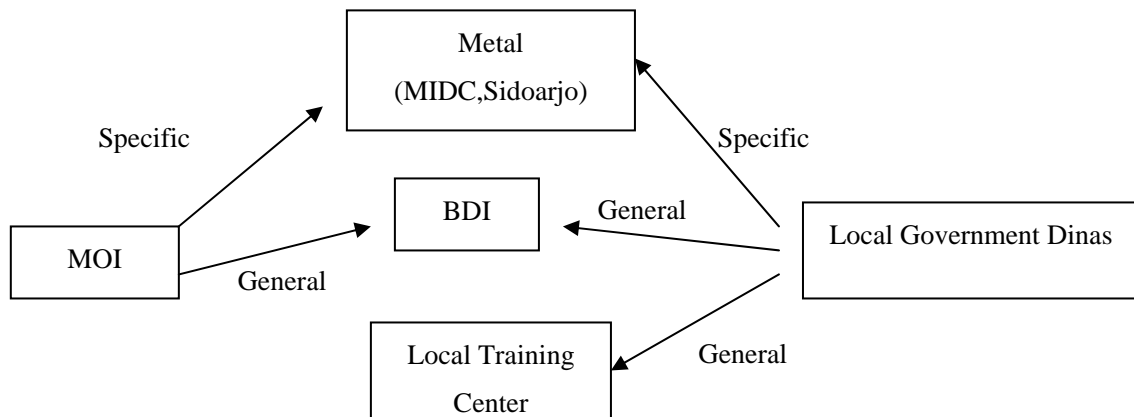 Metal
(MIDC,Sidoarjo)
Specific
Specific
BDI
General
MOI
Local Government Dinas
General
Local Training
Center
General